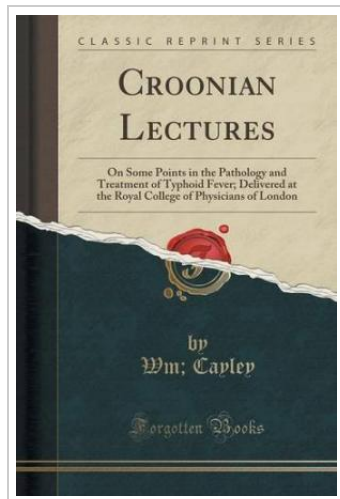 CLASSIC REPRINT SERIES
CROONIAN
LECTURES
On Some Points in the Pathology and
Treatment of Typhoid Fever; Delivered at
the Royal College of Physicians of London
F
by
Wm; Cayley
Forgotten Books